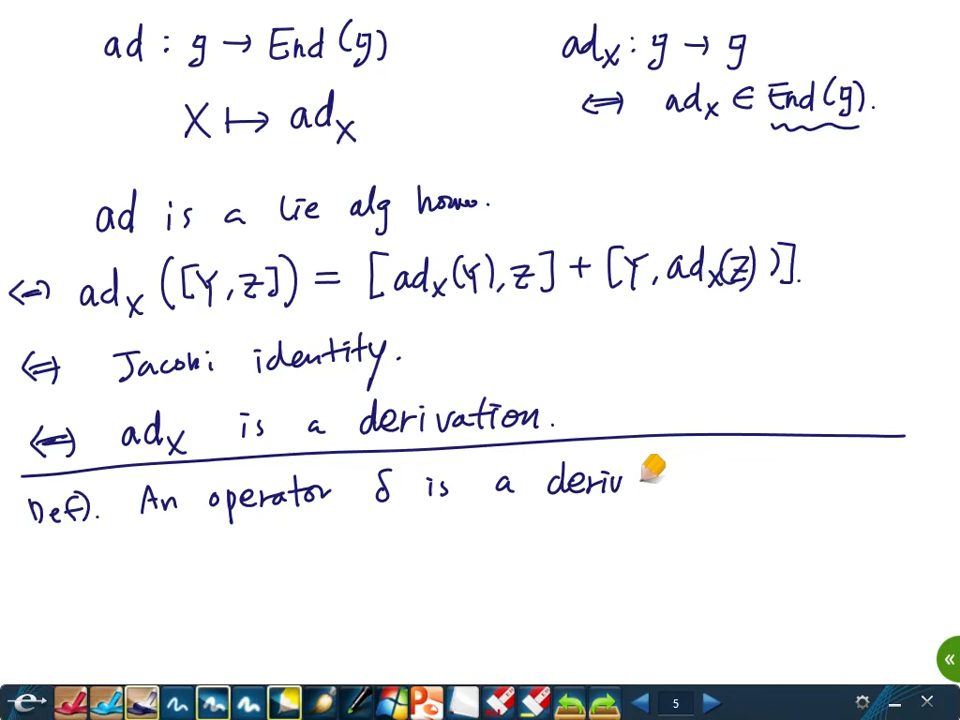 ad : g → End(g)
ad_X : g → g
X ↦ ad_X
⇔ ad_X ∈ End(g).
ad is a Lie alg homo.
⇔ ad_X ([Y, Z]) = [ad_X(Y), Z] + [Y, ad_X(Z))].
⇔ Jacobi identity.
⇔ ad_X is a derivation.
Def). An operator δ is a deriv
5